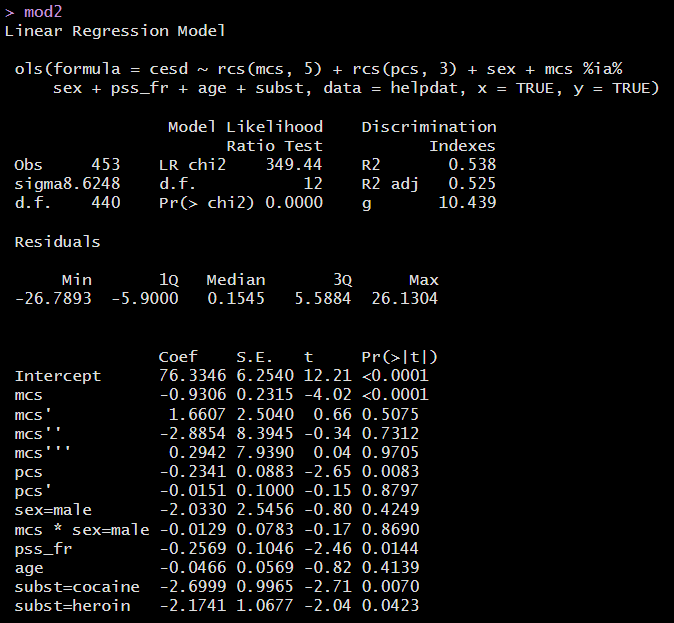 > mod2
Linear Regression Model

 ols(formula = cesd ~ rcs(mcs, 5) + rcs(pcs, 3) + sex + mcs %ia% 
     sex + pss_fr + age + subst, data = helpdat, x = TRUE, y = TRUE)

                Model Likelihood    Discrimination
                      Ratio Test           Indexes
 Obs     453    LR chi2    349.44    R2       0.538
 sigma8.6248    d.f.           12    R2 adj   0.525
 d.f.    440    Pr(> chi2) 0.0000    g       10.439

 Residuals

      Min       1Q   Median       3Q      Max
 -26.7893  -5.9000   0.1545   5.5884  26.1304

                Coef    S.E.   t     Pr(>|t|)
 Intercept      76.3346 6.2540 12.21 <0.0001
 mcs            -0.9306 0.2315 -4.02 <0.0001
 mcs'            1.6607 2.5040  0.66 0.5075
 mcs''          -2.8854 8.3945 -0.34 0.7312
 mcs'''          0.2942 7.9390  0.04 0.9705
 pcs            -0.2341 0.0883 -2.65 0.0083
 pcs'           -0.0151 0.1000 -0.15 0.8797
 sex=male       -2.0330 2.5456 -0.80 0.4249
 mcs * sex=male -0.0129 0.0783 -0.17 0.8690
 pss_fr         -0.2569 0.1046 -2.46 0.0144
 age            -0.0466 0.0569 -0.82 0.4139
 subst=cocaine  -2.6999 0.9965 -2.71 0.0070
 subst=heroin   -2.1741 1.0677 -2.04 0.0423